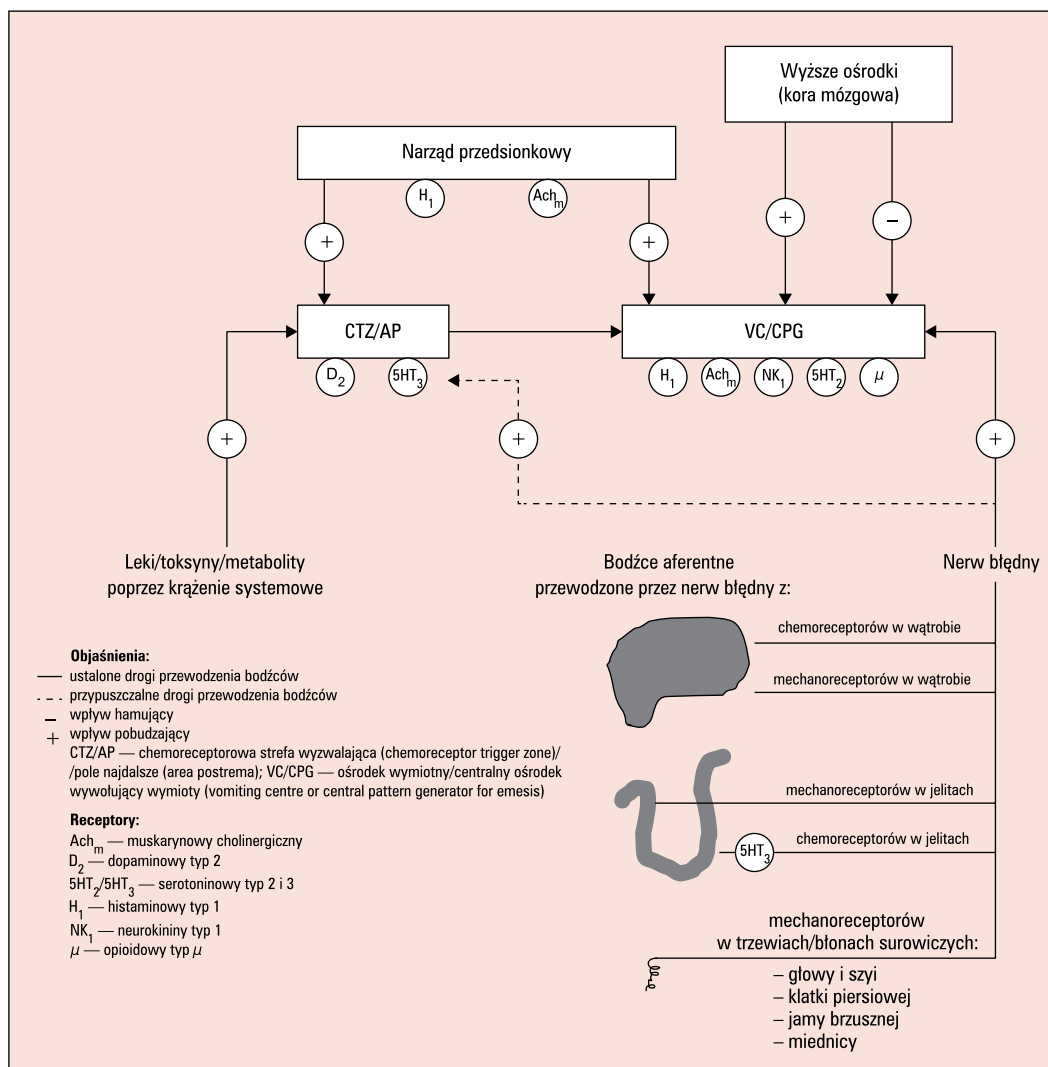 Wyższe ośrodki
(kora mózgowa)
Narząd przedsionkowy
H1
Achm
+
+
+
–
CTZ/AP
VC/CPG
D2
5HT3
H1
Achm
NK1
5HT2
μ
+
+
+
Leki/toksyny/metabolity
poprzez krążenie systemowe
Bodźce aferentne
przewodzone przez nerw błędny z:
Nerw błędny
chemoreceptorów w wątrobie
mechanoreceptorów w wątrobie
mechanoreceptorów w jelitach
5HT3
chemoreceptorów w jelitach
mechanoreceptorów
w trzewiach/błonach surowiczych:
– głowy i szyi
– klatki piersiowej
– jamy brzusznej
– miednicy
Objaśnienia:
ustalone drogi przewodzenia bodźców
przypuszczalne drogi przewodzenia bodźców
– wpływ hamujący
+ wpływ pobudzający
CTZ/AP — chemoreceptorowa strefa wyzwalająca (chemoreceptor trigger zone)/
/pole najdalsze (area postrema); VC/CPG — ośrodek wymiotny/centralny ośrodek
wywołujący wymioty (vomiting centre or central pattern generator for emesis)
Receptory:
Achm — muskarynowy cholinergiczny
D2 — dopaminowy typ 2
5HT2/5HT3 — serotoninowy typ 2 i 3
H1 — histaminowy typ 1
NK1 — neurokininy typ 1
μ — opioidowy typ μ